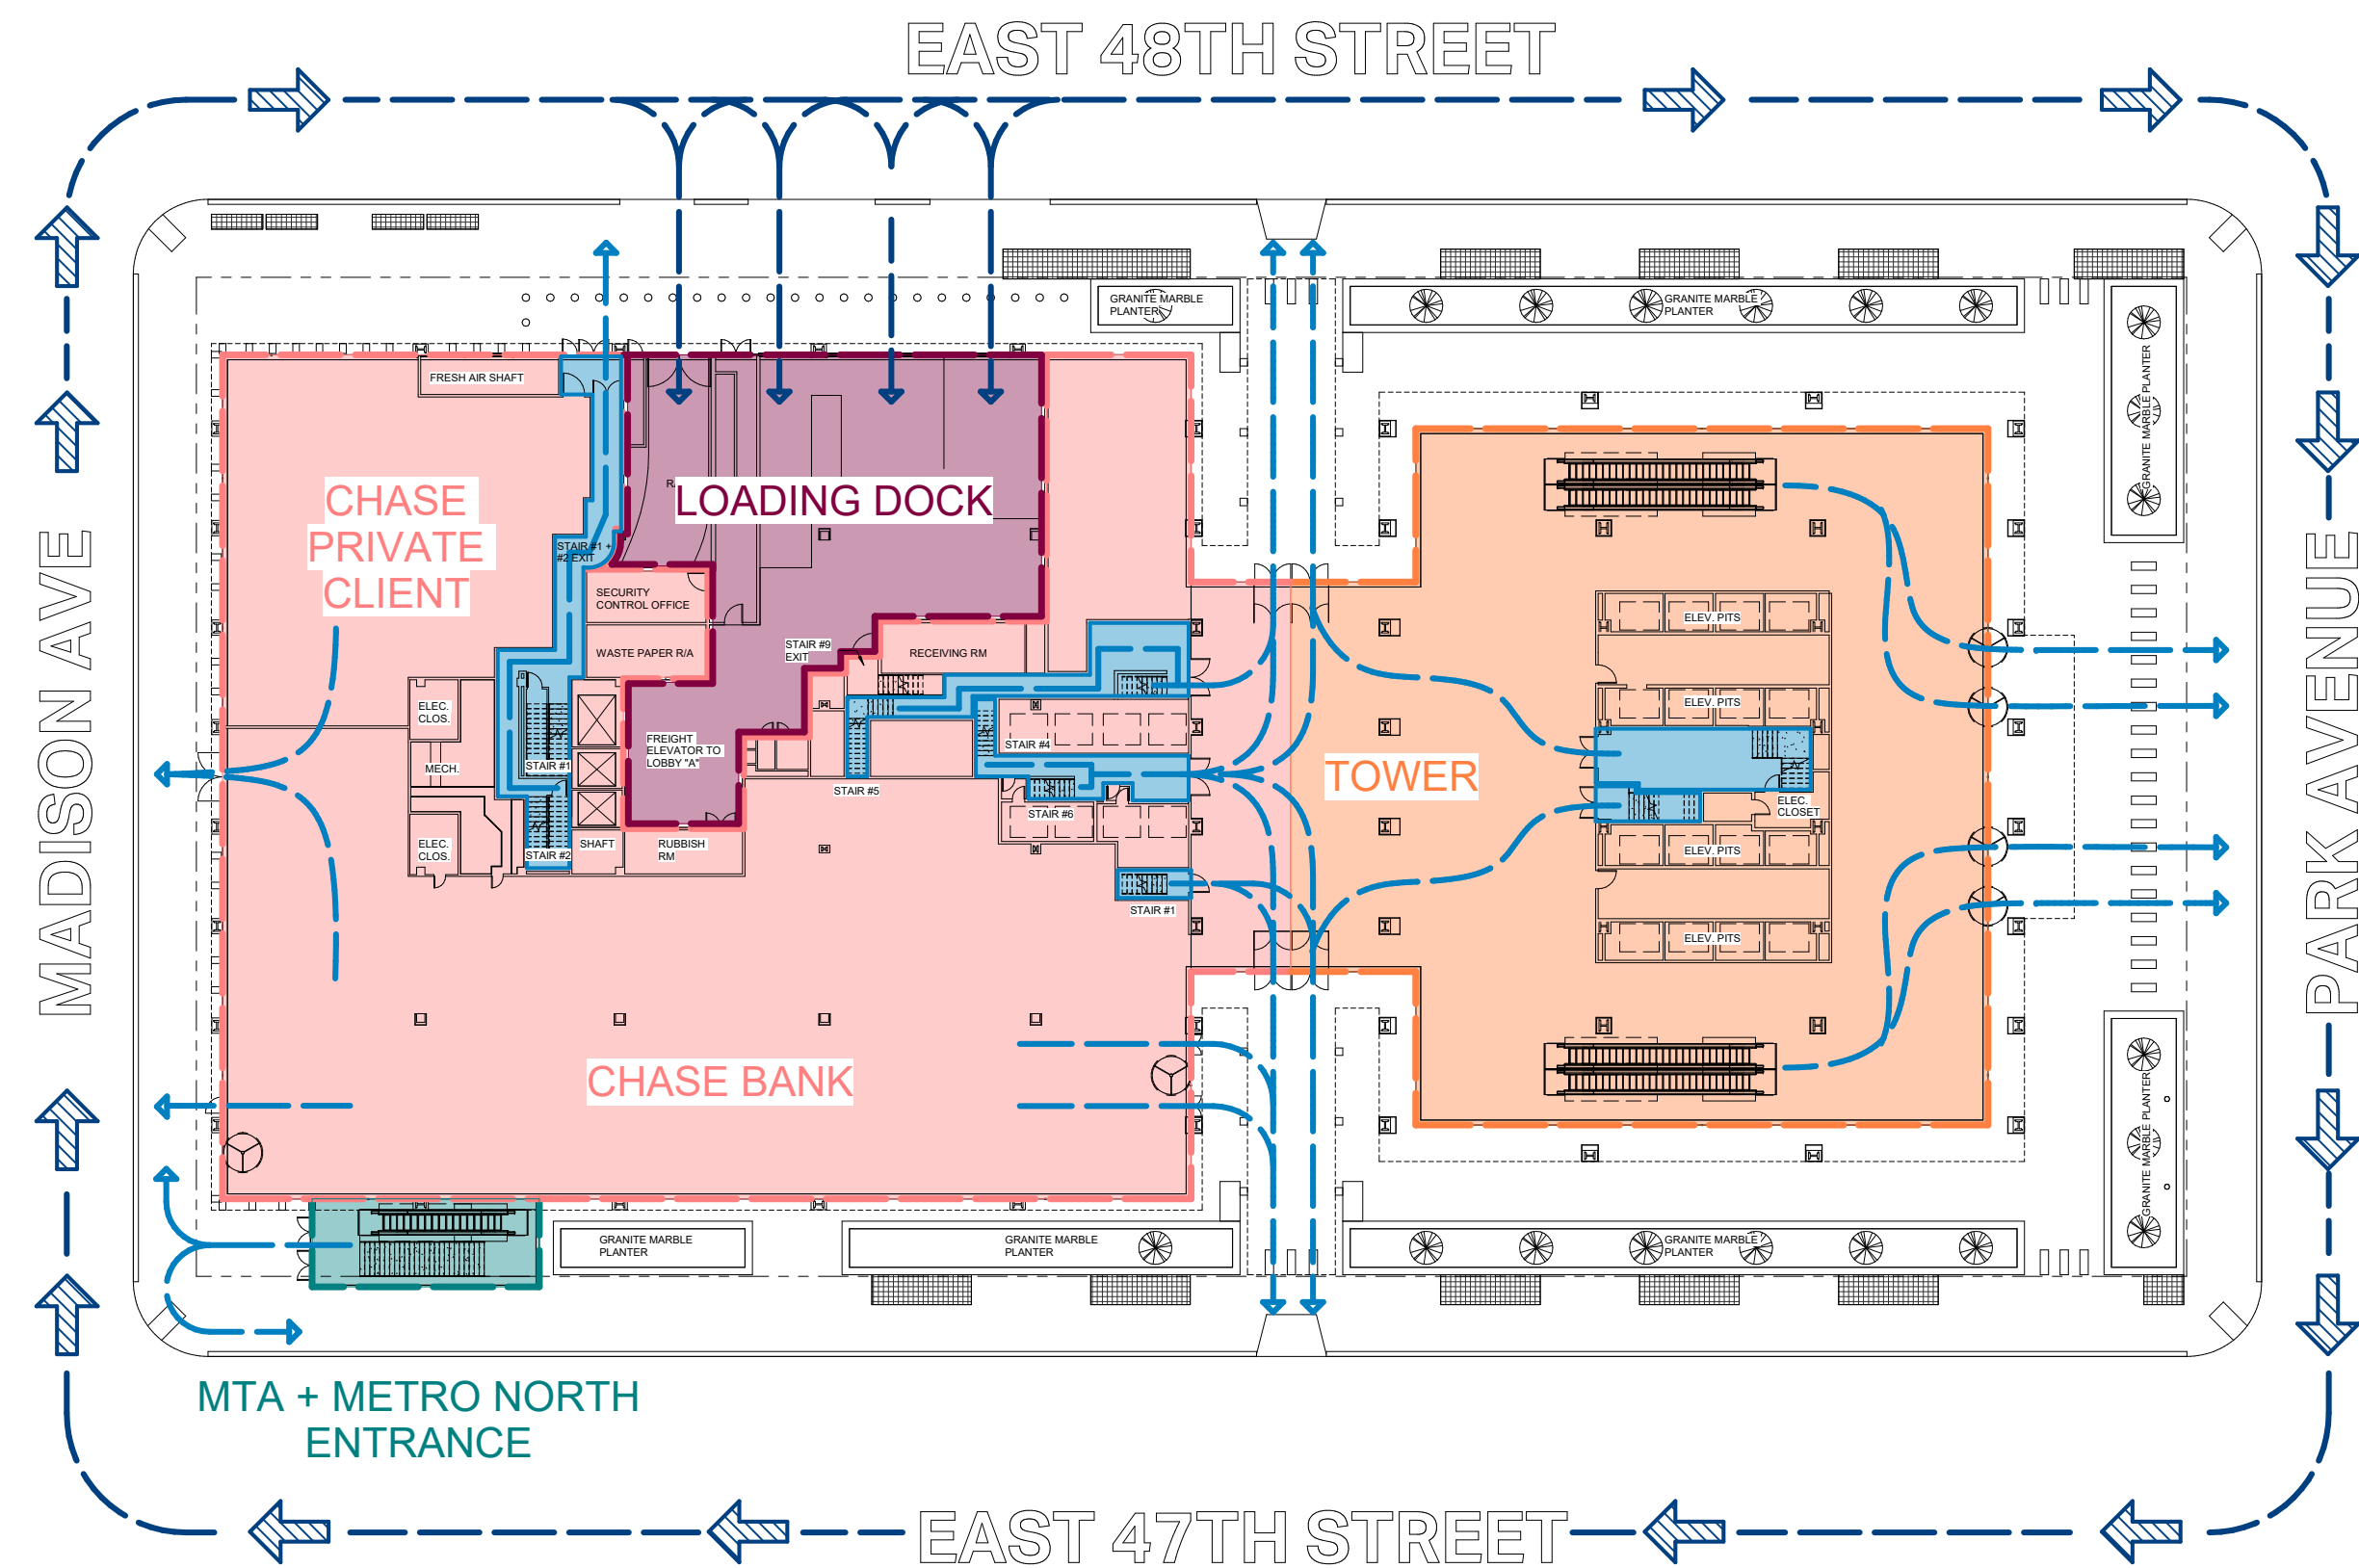 EAST 48TH STREET
GRANITE MARBLE
PLANTER
GRANITE MARBLE
PLANTER
GRANITE MARBLE PLANTER
FRESH AIR SHAFT
CHASE
PRIVATE
CLIENT
LOADING DOCK
STAIR #1 +
#2 EXIT
SECURITY
CONTROL OFFICE
WASTE PAPER R/A
STAIR #9
EXIT
RECEIVING RM
ELEV. PITS
ELEV. PITS
MADISON AVE
PARK AVENUE
ELEC.
CLOS.
MECH.
STAIR #1
FREIGHT
ELEVATOR TO
LOBBY "A"
STAIR #4
STAIR #5
STAIR #6
TOWER
ELEC.
CLOSET
ELEC.
CLOS.
STAIR #2
SHAFT
RUBBISH
RM
ELEV. PITS
STAIR #1
ELEV. PITS
CHASE BANK
GRANITE MARBLE PLANTER
GRANITE MARBLE
PLANTER
GRANITE MARBLE
PLANTER
GRANITE MARBLE
PLANTER
MTA + METRO NORTH
ENTRANCE
EAST 47TH STREET